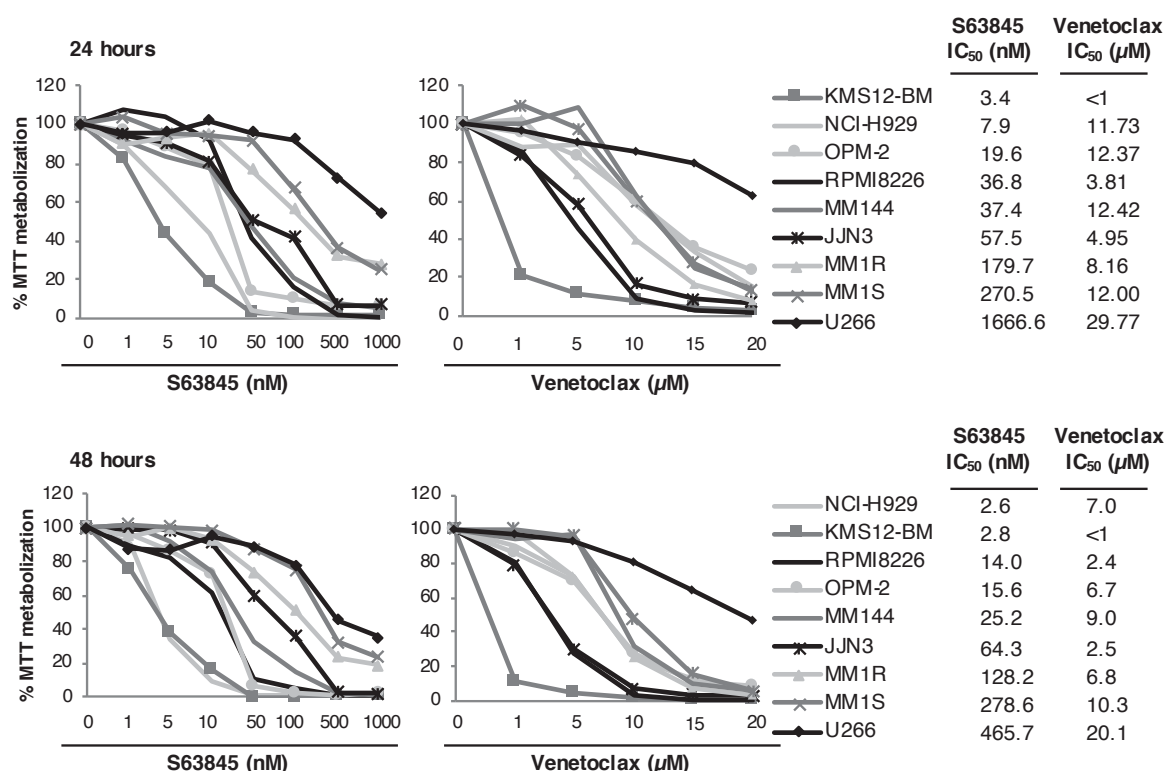 24 hours
S63845 Venetoclax
IC50 (nM) IC50 (µM)
% MTT metabolization
120
100
80
60
40
20
0
0 1 5 10 50 100 500 1000
S63845 (nM)
120
100
80
60
40
20
0
0 1 5 10 15 20
Venetoclax (µM)
KMS12-BM 3.4 <1
NCI-H929 7.9 11.73
OPM-2 19.6 12.37
RPMI8226 36.8 3.81
MM144 37.4 12.42
JJN3 57.5 4.95
MM1R 179.7 8.16
MM1S 270.5 12.00
U266 1666.6 29.77
48 hours
S63845 Venetoclax
IC50 (nM) IC50 (µM)
% MTT metabolization
120
100
80
60
40
20
0
0 1 5 10 50 100 500 1000
S63845 (nM)
120
100
80
60
40
20
0
0 1 5 10 15 20
Venetoclax (µM)
NCI-H929 2.6 7.0
KMS12-BM 2.8 <1
RPMI8226 14.0 2.4
OPM-2 15.6 6.7
MM144 25.2 9.0
JJN3 64.3 2.5
MM1R 128.2 6.8
MM1S 278.6 10.3
U266 465.7 20.1